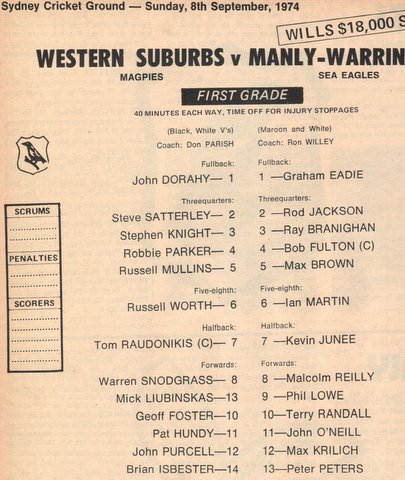 Sydney Cricket Ground — Sunday, 8th September, 1974
WILLS $18,000 S
WESTERN SUBURBS v MANLY-WARRIN
MAGPIES SEA EAGLES
FIRST GRADE
40 MINUTES EACH WAY, TIME OFF FOR INJURY STOPPAGES
(Black, White V's) (Maroon and White)
Coach: Don PARISH Coach: Ron WILLEY
Fullback: Fullback:
John DORAHY— 1 1 —Graham EADIE
Threequarters: Threequarters:
SCRUMS
Steve SATTERLEY— 2 2 — Rod JACKSON
Stephen KNIGHT— 3 3 — Ray BRANIGHAN
Robbie PARKER— 4 4 — Bob FULTON (C)
PENALTIES
Russell MULLINS— 5 5 — Max BROWN
Five-eighth: Five-eighth:
SCORERS
Russell WORTH— 6 6 —Ian MARTIN
Halfback: Halfback:
Tom RAUDONIKIS (C)— 7 7 —Kevin JUNEE
Forwards: Forwards:
Warren SNODGRASS— 8 8 —Malcolm REILLY
Mick LIUBINSKAS—13 9 — Phil LOWE
Geoff FOSTER—10 10—Terry RANDALL
Pat HUNDY—11 11—John O'NEILL
John PURCELL—12 12—Max KRILICH
Brian ISBESTER—14 13—Peter PETERS